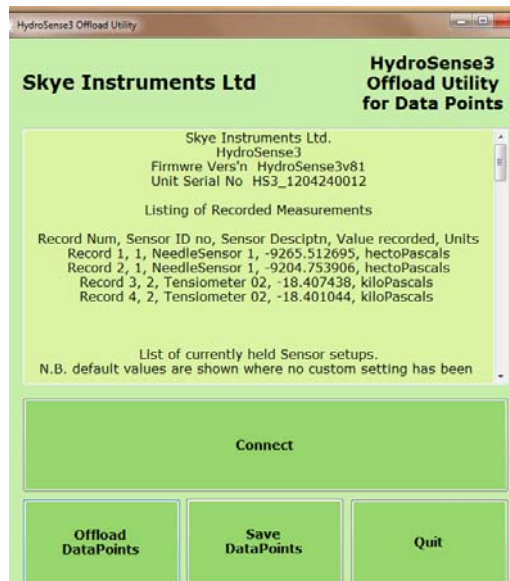 HydroSense3 Offload Utility
Skye Instruments Ltd
HydroSense3
Offload Utility
for Data Points
Skye Instruments Ltd.
HydroSense3
Firmwre Vers'n HydroSense3v81
Unit Serial No HS3_1204240012
Listing of Recorded Measurements
Record Num, Sensor ID no, Sensor Desciptn, Value recorded, Units
Record 1, 1, NeedleSensor 1, -9265.512695, hectoPascals
Record 2, 1, NeedleSensor 1, -9204.753906, hectoPascals
Record 3, 2, Tensiometer 02, -18.407438, kiloPascals
Record 4, 2, Tensiometer 02, -18.401044, kiloPascals
List of currently held Sensor setups.
N.B. default values are shown where no custom setting has been
Connect
Offload
DataPoints
Save
DataPoints
Quit